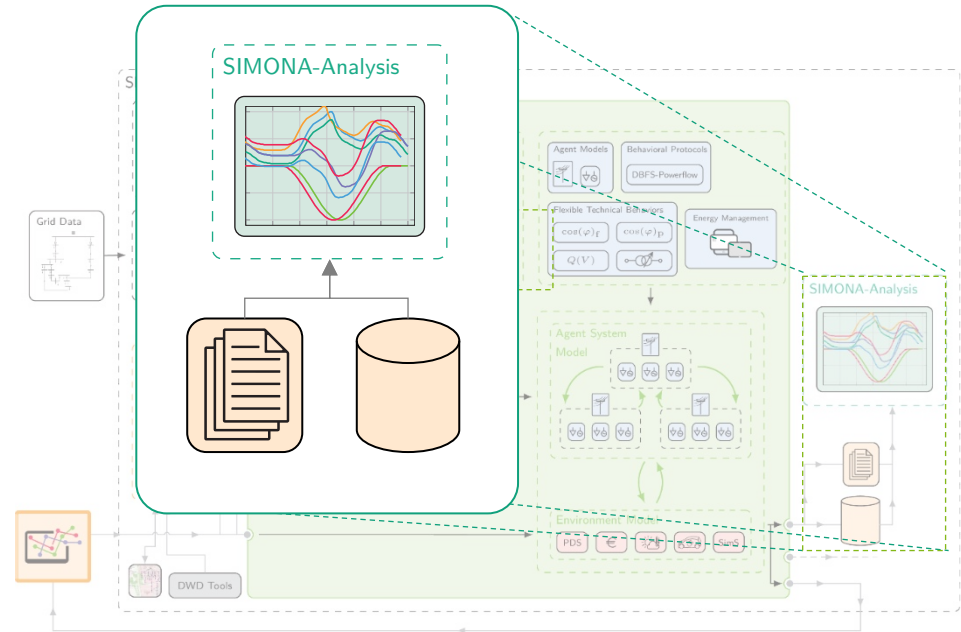 SIMONA-Analysis
S
Grid Data
Agent Models
Behavioral Protocols
DBFS-Powerflow
Flexible Technical Behaviors
cos(φ)f
cos(φ)p
Q(V)
Energy Management
SIMONA-Analysis
Agent System
Model
Environment Model
PDS
€
SimS
DWD Tools